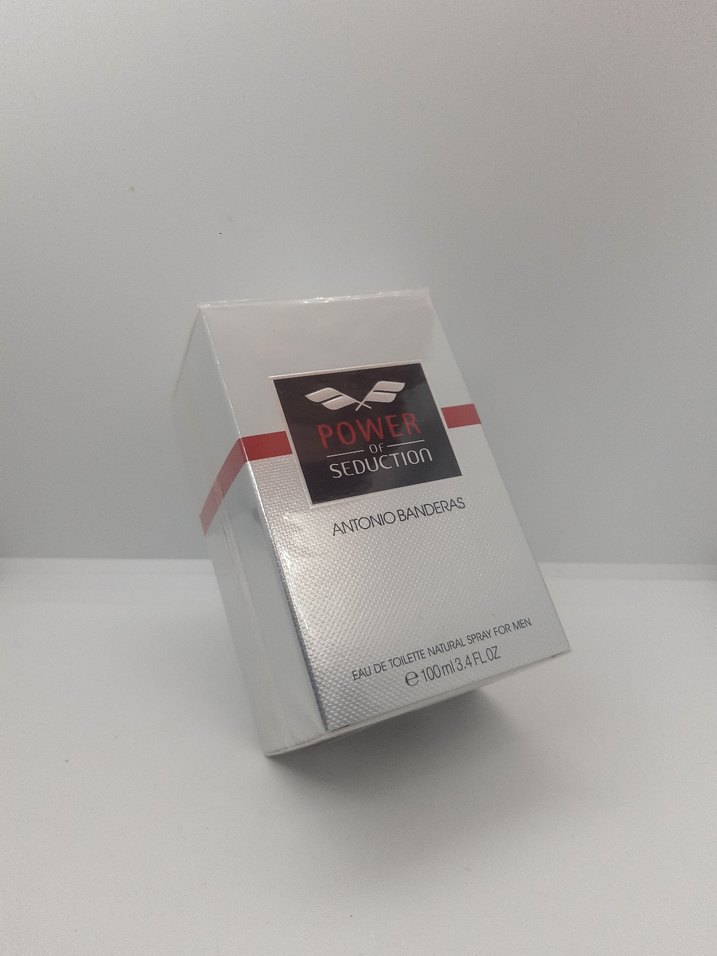 POWER
OF
SEDUCTION
ANTONIO BANDERAS
EAU DE TOILETTE NATURAL SPRAY FOR MEN
℮ 100 ml 3.4 FL.OZ